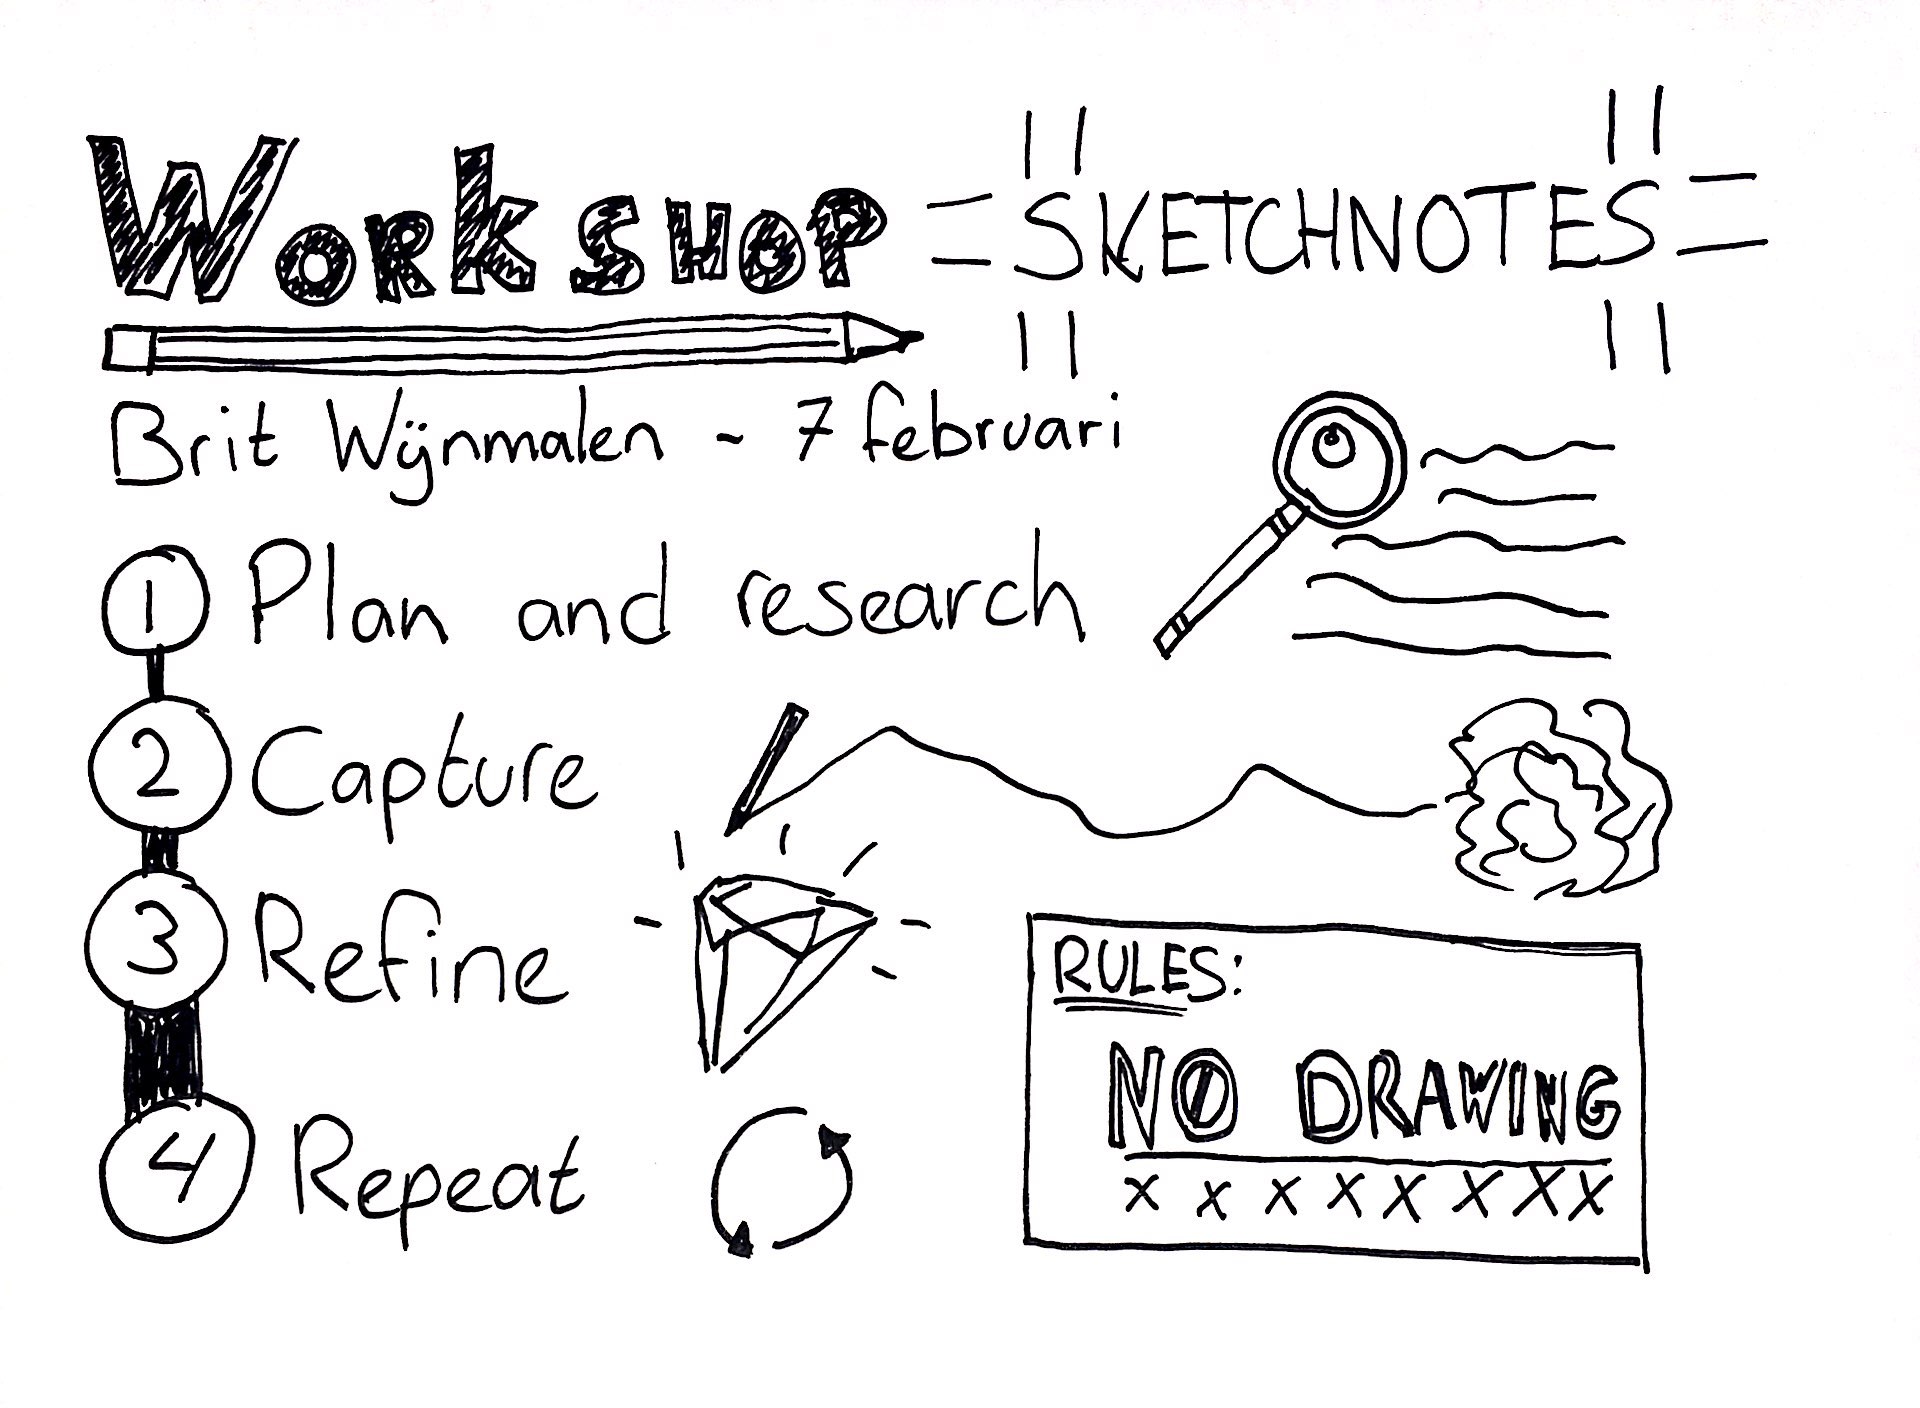 Workshop SKETCHNOTES
Brit Wijnmalen ~ 7 februari
1 Plan and research
2 Capture
3 Refine
4 Repeat
RULES:
NO DRAWING
x x x x x x x x